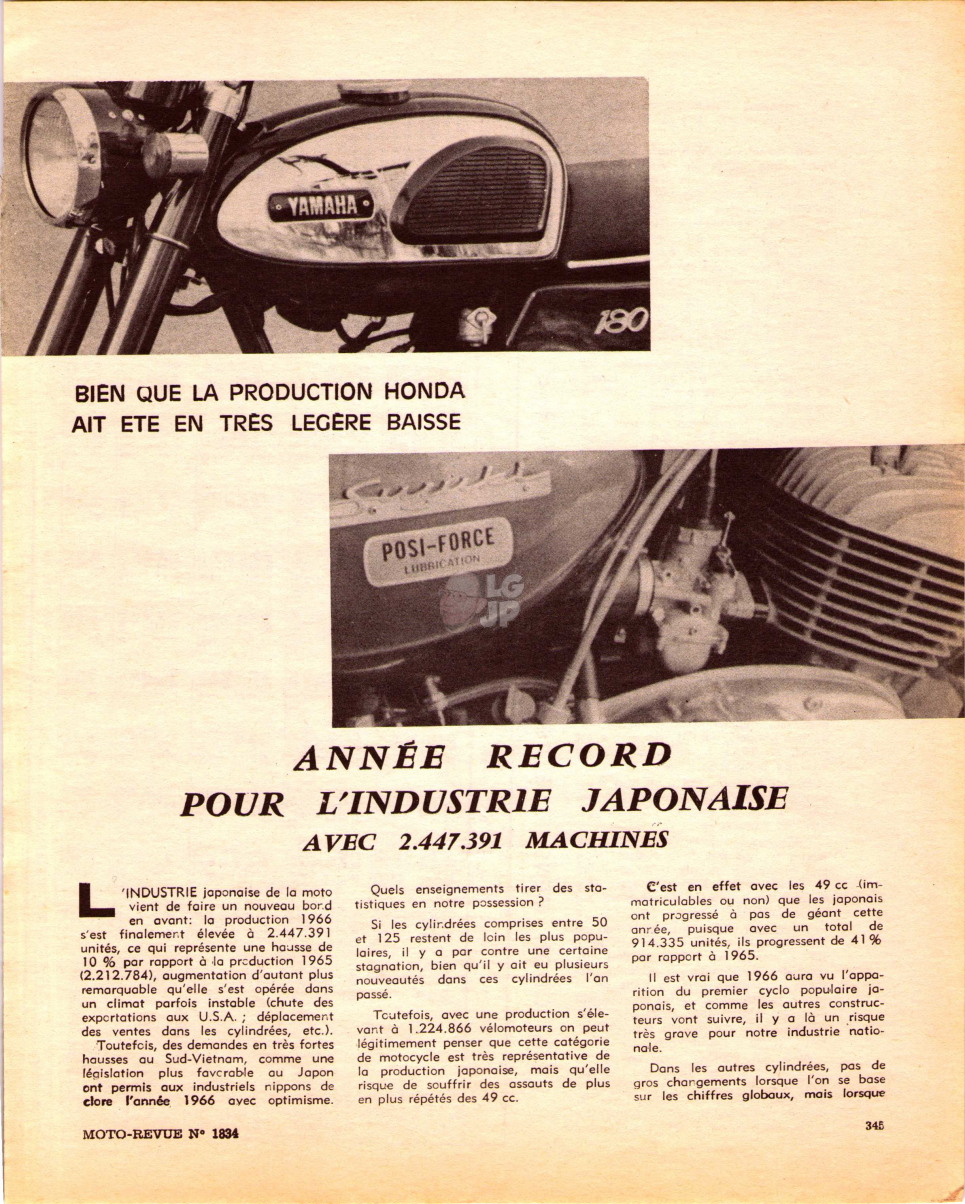 YAMAHA
180
BIEN QUE LA PRODUCTION HONDA
AIT ETE EN TRÈS LEGÈRE BAISSE
Suzuki
POSI-FORCE
LUBRICATION
LG
JP
ANNÉE RECORD
POUR L'INDUSTRIE JAPONAISE
AVEC 2.447.391 MACHINES
L'INDUSTRIE japonaise de la moto
vient de faire un nouveau bond
en avant: la production 1966
s'est finalement élevée à 2.447.391
unités, ce qui représente une hausse de
10 % par rapport à la production 1965
(2.212.784), augmentation d'autant plus
remarquable qu'elle s'est opérée dans
un climat parfois instable (chute des
exportations aux U.S.A. ; déplacement
des ventes dans les cylindrées, etc.).
Toutefois, des demandes en très fortes
hausses au Sud-Vietnam, comme une
législation plus favorable au Japon
ont permis aux industriels nippons de
clore l'année 1966 avec optimisme.
Quels enseignements tirer des sta-
tistiques en notre possession ?
Si les cylindrées comprises entre 50
et 125 restent de loin les plus popu-
laires, il y a par contre une certaine
stagnation, bien qu'il y ait eu plusieurs
nouveautés dans ces cylindrées l'an
passé.
Toutefois, avec une production s'éle-
vant à 1.224.866 vélomoteurs on peut
légitimement penser que cette catégorie
de motocycle est très représentative de
la production japonaise, mais qu'elle
risque de souffrir des assauts de plus
en plus répétés des 49 cc.
C'est en effet avec les 49 cc (im-
matriculables ou non) que les japonais
ont progressé à pas de géant cette
année, puisque avec un total de
914.335 unités, ils progressent de 41 %
par rapport à 1965.
Il est vrai que 1966 aura vu l'appa-
rition du premier cyclo populaire ja-
ponais, et comme les autres construc-
teurs vont suivre, il y a là un risque
très grave pour notre industrie natio-
nale.
Dans les autres cylindrées, pas de
gros changements lorsque l'on se base
sur les chiffres globaux, mais lorsque
MOTO-REVUE N° 1834
345